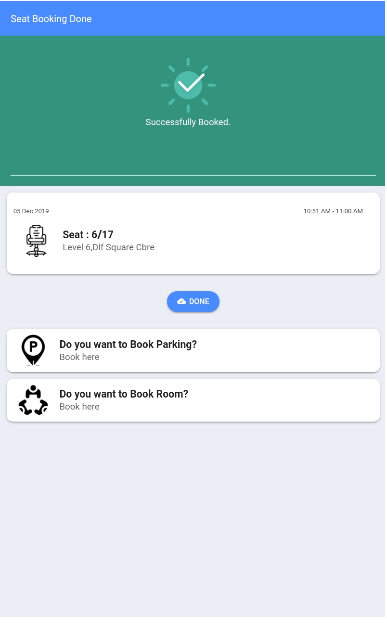 Seat Booking Done
Successfully Booked.
05 Dec 2019
10:51 AM - 11:00 AM
Seat : 6/17
Level 6,Dlf Square Cbre
DONE
P
Do you want to Book Parking?
Book here
Do you want to Book Room?
Book here